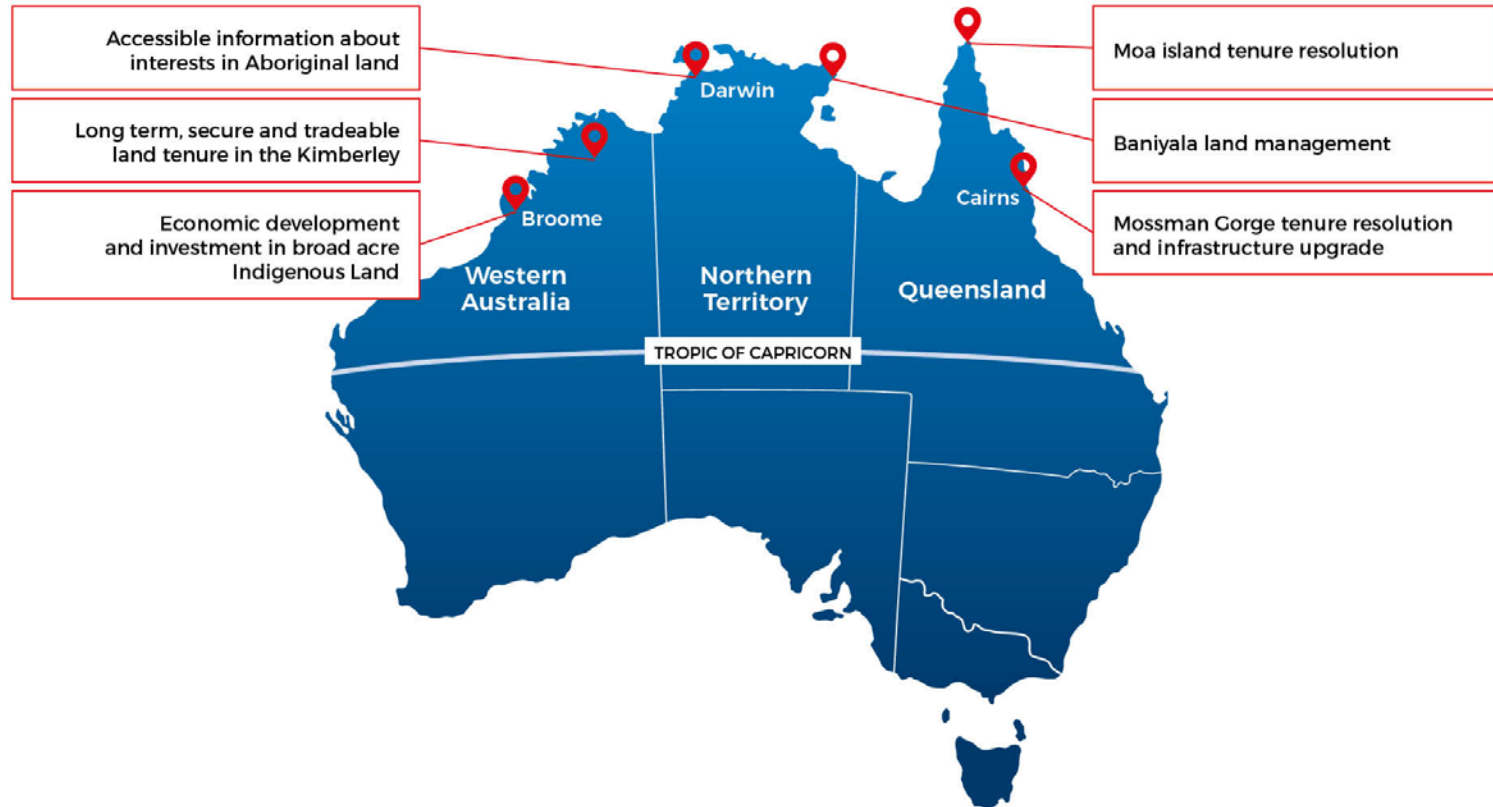 Accessible information about
interests in Aboriginal land
Long term, secure and tradeable
land tenure in the Kimberley
Economic development
and investment in broad acre
Indigenous Land
Moa island tenure resolution
Baniyala land management
Mossman Gorge tenure resolution
and infrastructure upgrade
Darwin
Broome
Cairns
Western
Australia
Northern
Territory
Queensland
TROPIC OF CAPRICORN